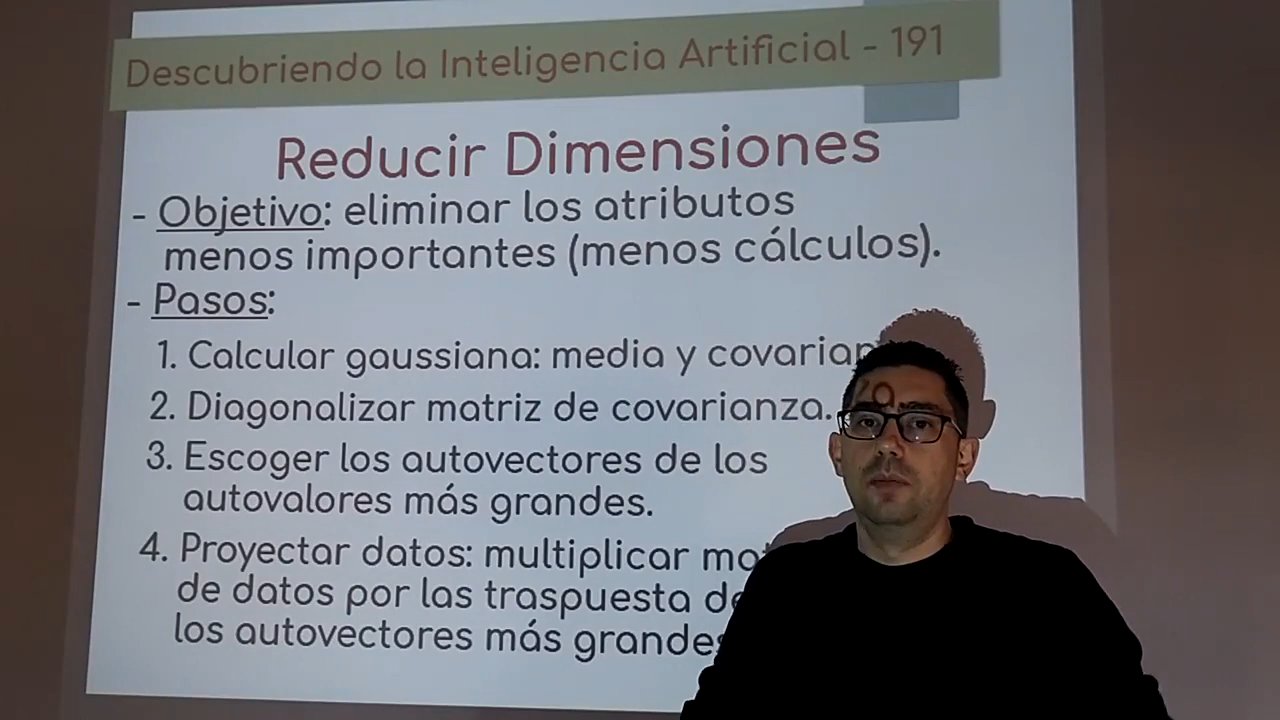 Descubriendo la Inteligencia Artificial - 191
Reducir Dimensiones
- Objetivo: eliminar los atributos
menos importantes (menos cálculos).
- Pasos:
1. Calcular gaussiana: media y
2. Diagonalizar matriz de covarianza.
3. Escoger los autovectores de los
autovalores más grandes.
4. Proyectar datos: multiplicar
de datos por las traspuesta
los autovectores más grandes